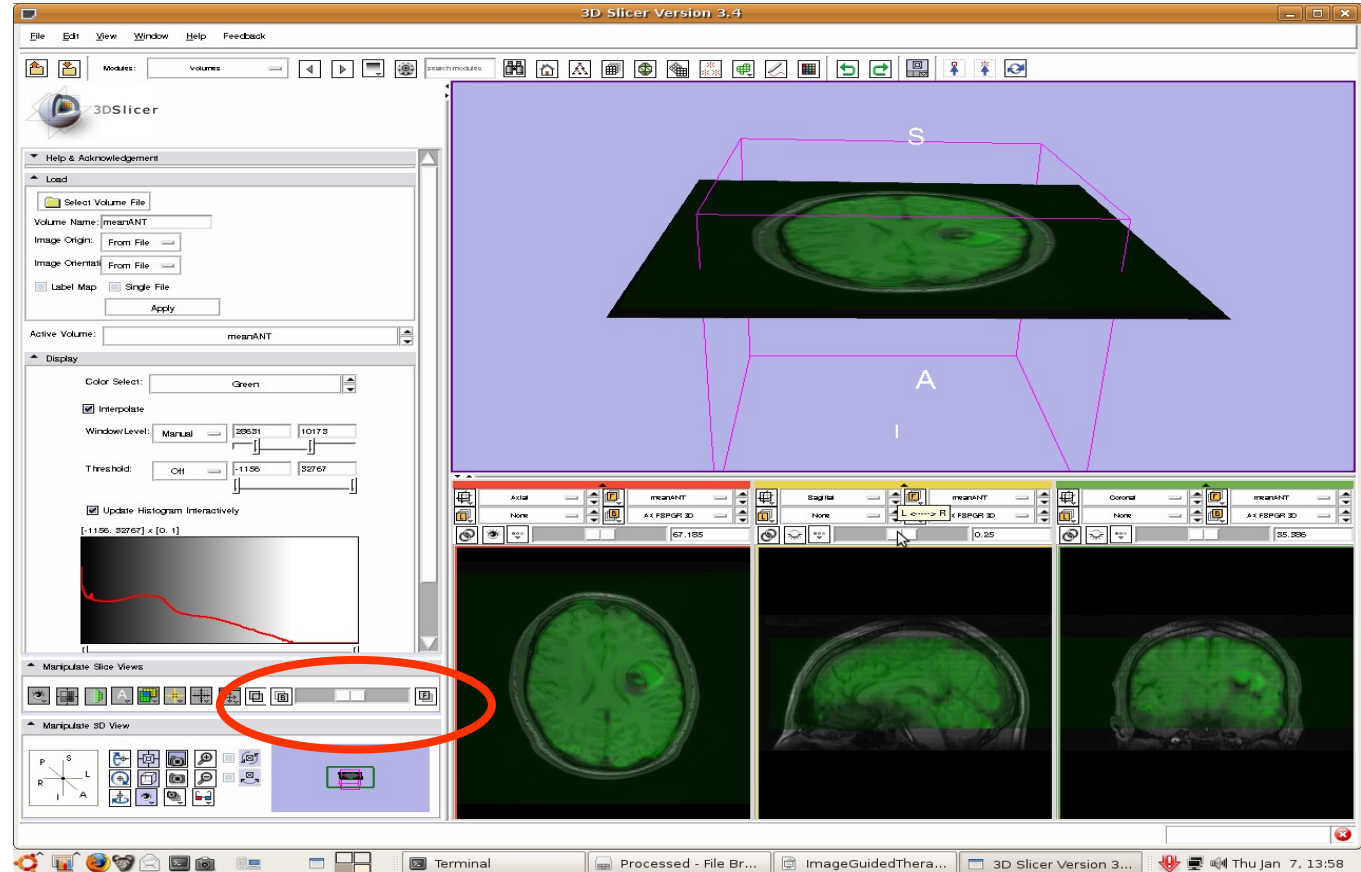 3D Slicer Version 3.4
File Edit View Window Help Feedback
Modules: Volumes search modules
3DSlicer
Help & Acknowledgement
Load
Select Volume File
Volume Name: meanANT
Image Origin: From File
Image Orientati From File
Label Map Single File
Apply
Active Volume: meanANT
Display
Color Select: Green
Interpolate
Window/Level: Manual 29631 10173
Threshold: Off -1156 32767
Update Histogram Interactively
[-1156, 32767] x [0, 1]
Manipulate Slice Views
B F
Manipulate 3D View
P S L R I A
S
A
I
Axial F meanANT
L None B AX FSPGR 3D
67.185
Sagittal F meanANT
L None L <-----> R X FSPGR 3D
0.25
Coronal F meanANT
L None B AX FSPGR 3D
35.386
Terminal Processed - File Br... ImageGuidedThera... 3D Slicer Version 3... Thu Jan 7, 13:58